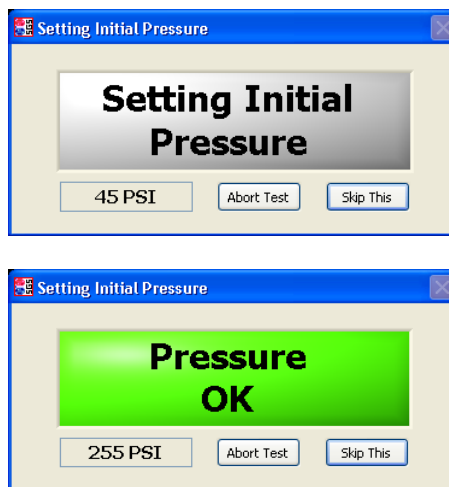 Setting Initial Pressure
Setting Initial
Pressure
45 PSI
Abort Test
Skip This
Setting Initial Pressure
Pressure
OK
255 PSI
Abort Test
Skip This